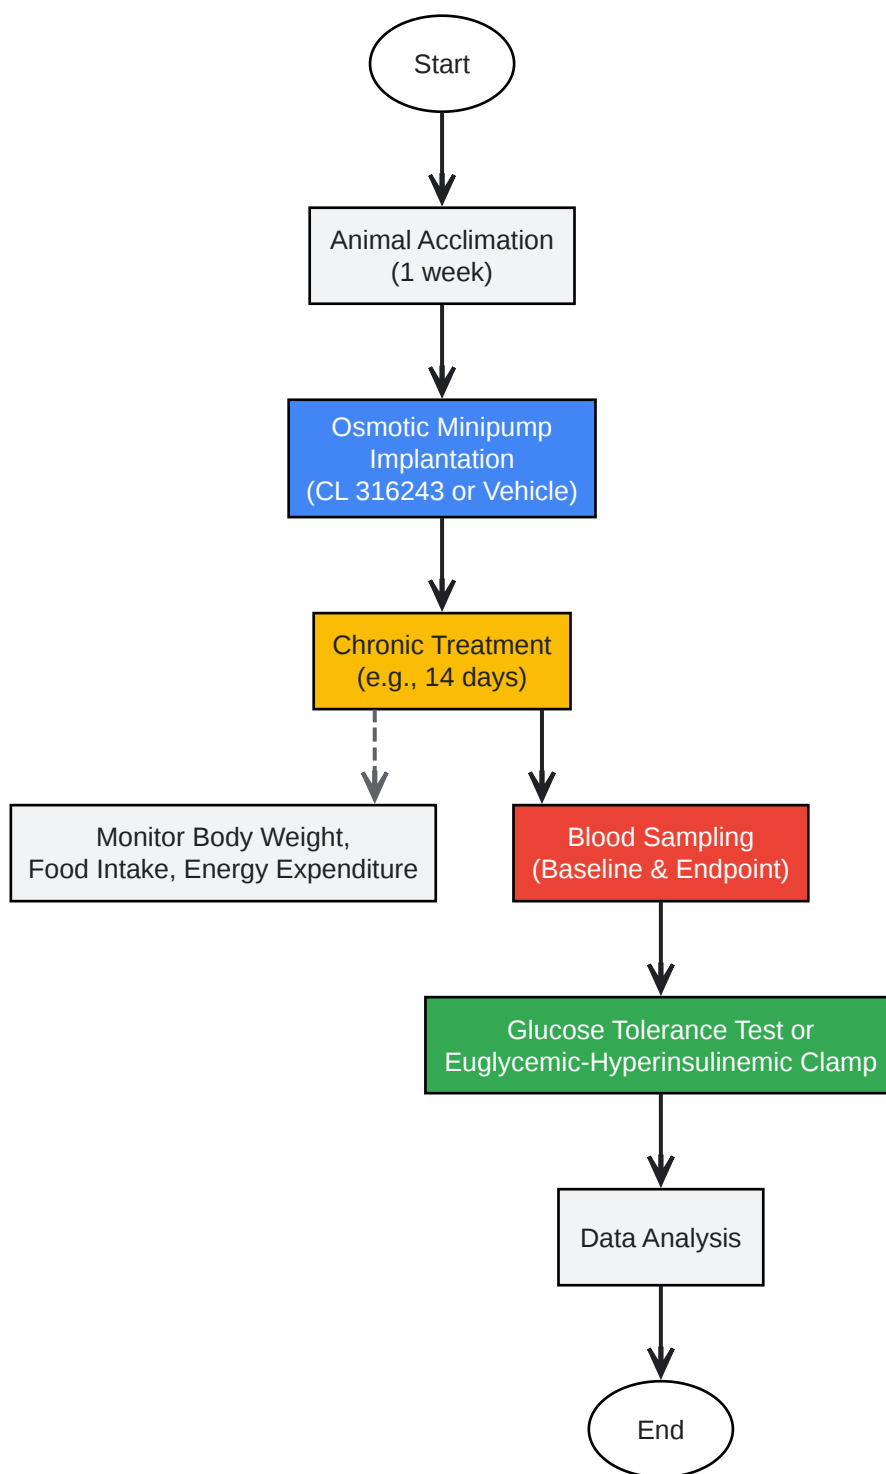 Start
Animal Acclimation
(1 week)
Osmotic Minipump
Implantation
(CL 316243 or Vehicle)
Chronic Treatment
(e.g., 14 days)
Monitor Body Weight,
Food Intake, Energy Expenditure
Blood Sampling
(Baseline & Endpoint)
Glucose Tolerance Test or
Euglycemic-Hyperinsulinemic Clamp
Data Analysis
End